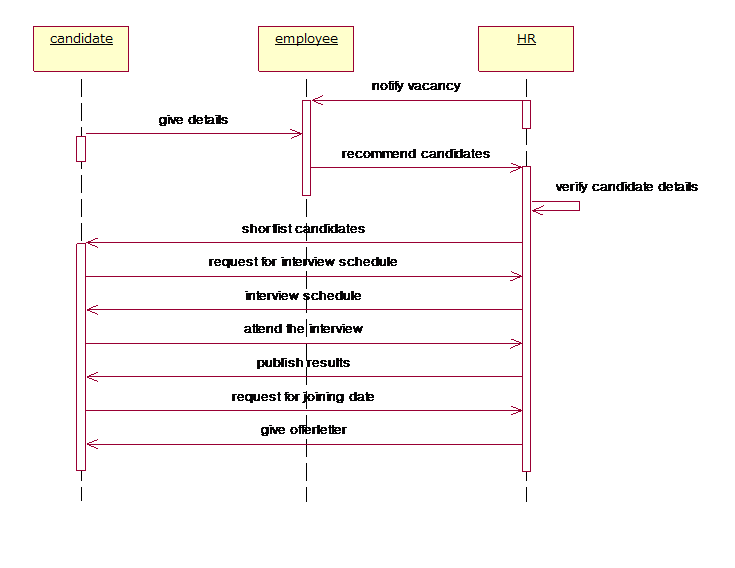 candidate
employee
HR
notify vacancy
give details
recommend candidates
verify candidate details
shortlist candidates
request for interview schedule
interview schedule
attend the interview
publish results
request for joining date
give offerletter